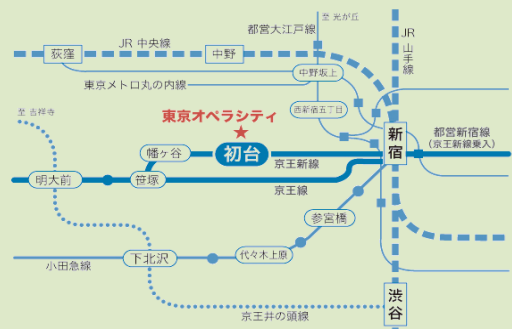 至 光が丘
都営大江戸線
JR 中央線
JR
山手線
荻窪
中野
中野坂上
東京メトロ丸の内線
西新宿五丁目
至 吉祥寺
東京オペラシティ
新宿
都営新宿線
(京王新線乗入)
幡ヶ谷
初台
京王新線
明大前
笹塚
京王線
参宮橋
代々木上原
下北沢
小田急線
渋谷
京王井の頭線